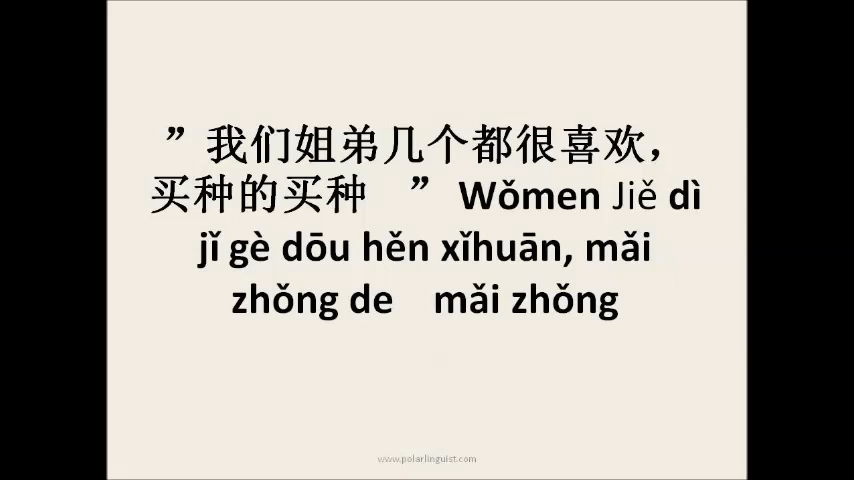 ”我们姐弟几个都很喜欢，
买种的买种 ” Wǒmen Jiě dì
jǐ gè dōu hěn xǐhuān, mǎi
zhǒng de mǎi zhǒng
www.polarlinguist.com